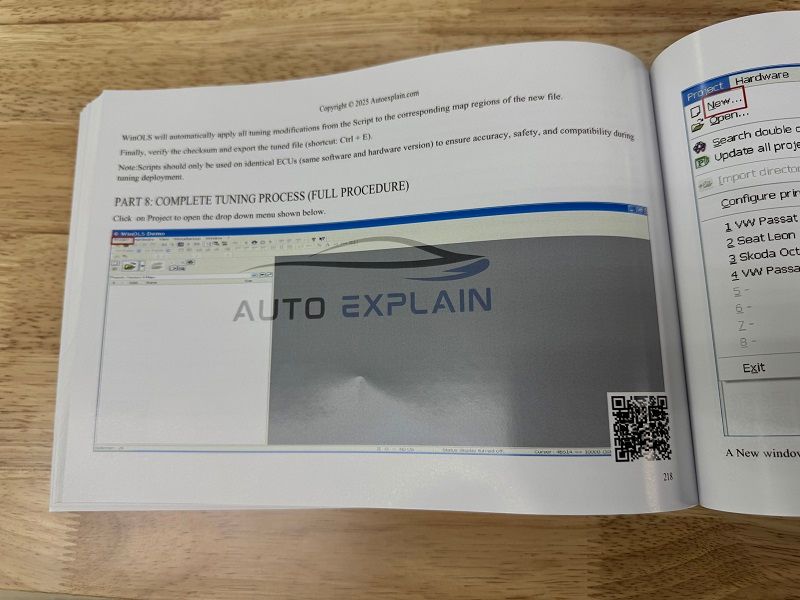 Copyright © 2025 Autoexplain.com
WinOLS will automatically apply all tuning modifications from the Script to the corresponding map regions of the new file.
Finally, verify the checksum and export the tuned file (shortcut: Ctrl + E).
Note:Scripts should only be used on identical ECUs (same software and hardware version) to ensure accuracy, safety, and compatibility during
tuning deployment.
PART 8: COMPLETE TUNING PROCESS (FULL PROCEDURE)
Click on Project to open the drop down menu shown below.
WinOLS Demo
AUTO EXPLAIN
Status display turned off.
218
Project Hardware
New...
Open...
Search double
Update all proje
Import director
Configure prin
1 VW Passat
2 Seat Leon
3 Skoda Oct
4 VW Passa
5 -
6 -
7 -
8 -
Exit
A New window